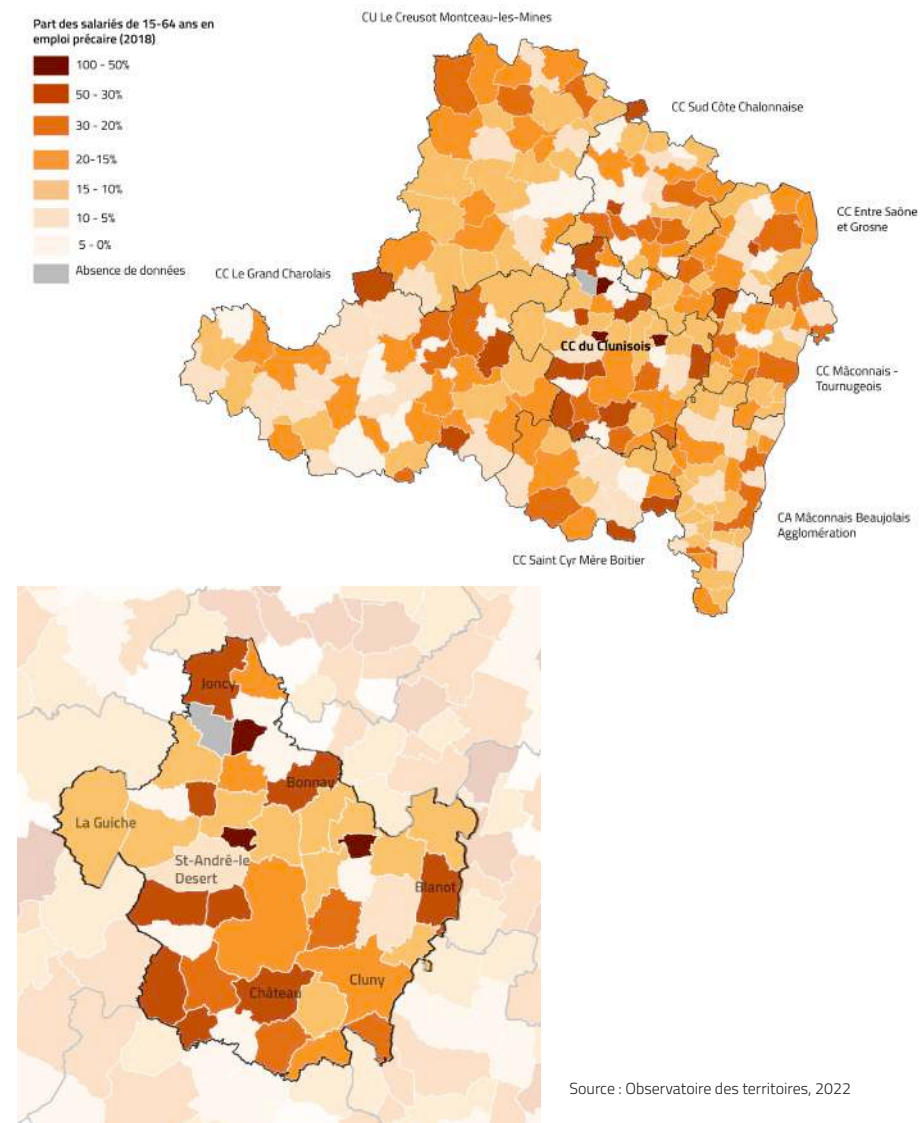 Part des salariés de 15-64 ans en
emploi précaire (2018)
100 - 50%
50 - 30%
30 - 20%
20-15%
15 - 10%
10 - 5%
5 - 0%
Absence de données
CU Le Creusot Montceau-les-Mines
CC Sud Côte Chalonnaise
CC Entre Saône
et Grosne
CC Le Grand Charolais
CC du Clunisois
CC Mâconnais -
Tournugeois
CA Mâconnais Beaujolais
Agglomération
CC Saint Cyr Mère Boitier
Joncy
Bonnay
La Guiche
St-André-le
Desert
Blanot
Cluny
Château
Source : Observatoire des territoires, 2022